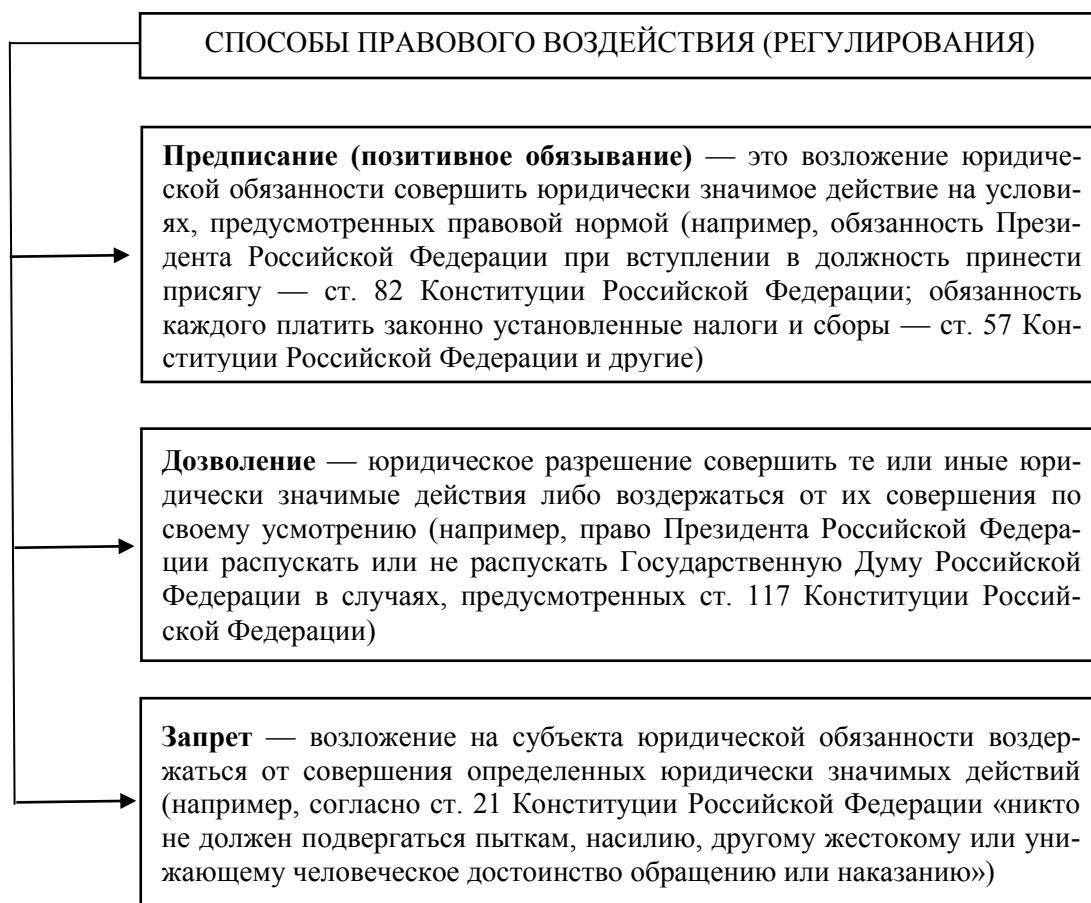 СПОСОБЫ ПРАВОВОГО ВОЗДЕЙСТВИЯ (РЕГУЛИРОВАНИЯ)
Предписание (позитивное обязывание) — это возложение юридиче-
ской обязанности совершить юридически значимое действие на услови-
ях, предусмотренных правовой нормой (например, обязанность Прези-
дента Российской Федерации при вступлении в должность принести
присягу — ст. 82 Конституции Российской Федерации; обязанность
каждого платить законно установленные налоги и сборы — ст. 57 Кон-
ституции Российской Федерации и другие)
Дозволение — юридическое разрешение совершить те или иные юри-
дически значимые действия либо воздержаться от их совершения по
своему усмотрению (например, право Президента Российской Федера-
ции распускать или не распускать Государственную Думу Российской
Федерации в случаях, предусмотренных ст. 117 Конституции Россий-
ской Федерации)
Запрет — возложение на субъекта юридической обязанности воздер-
жаться от совершения определенных юридически значимых действий
(например, согласно ст. 21 Конституции Российской Федерации «никто
не должен подвергаться пыткам, насилию, другому жестокому или уни-
жающему человеческое достоинство обращению или наказанию»)